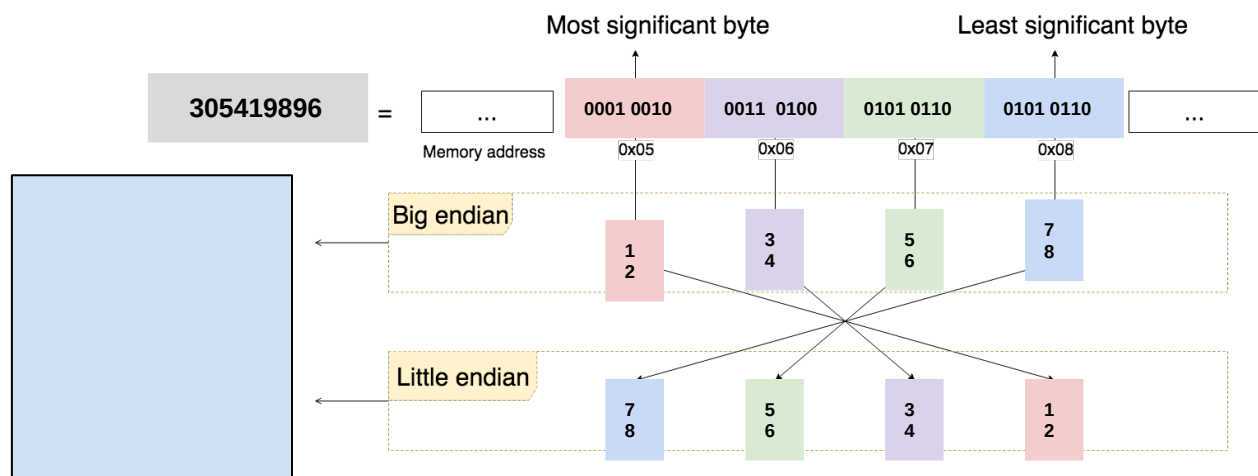 Most significant byte
Least significant byte
305419896
=
...
0001 0010
0011 0100
0101 0110
0101 0110
...
Memory address
0x05
0x06
0x07
0x08
Big endian
1
2
3
4
5
6
7
8
Little endian
7
8
5
6
3
4
1
2